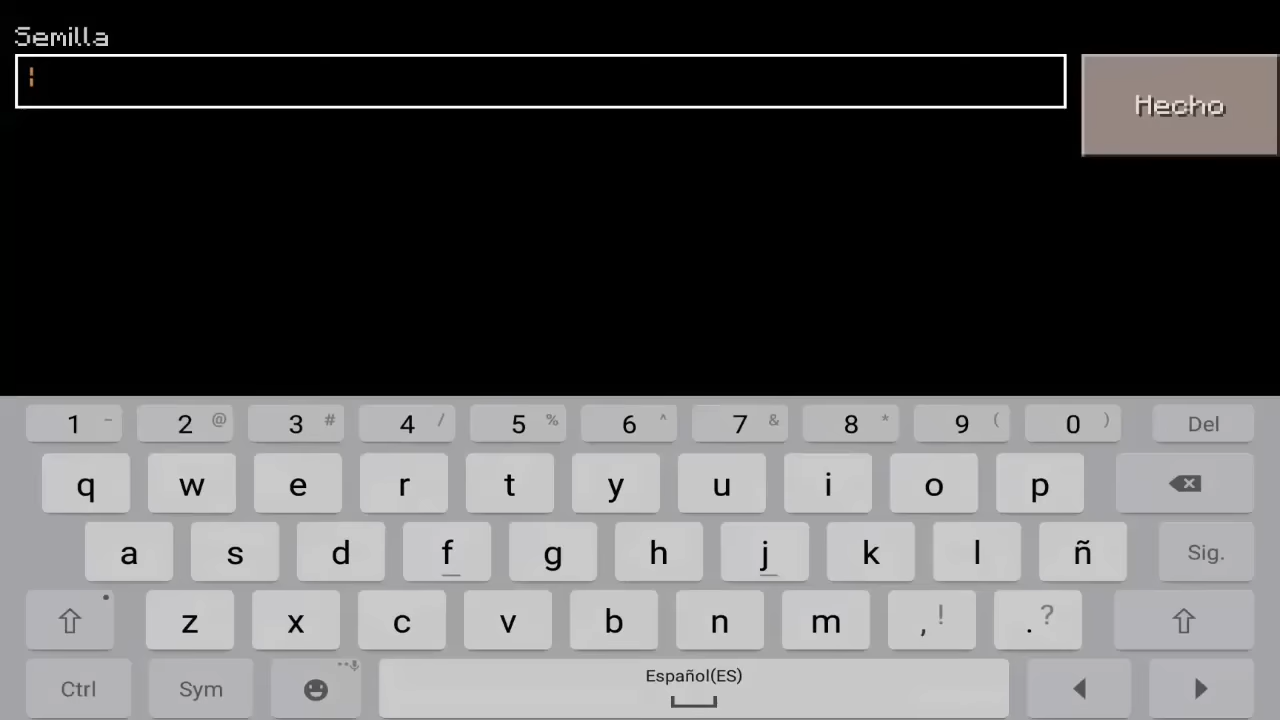 Semilla
Hecho
1 - 2 @ 3 # 4 / 5 % 6 ^ 7 & 8 * 9 ( 0 ) Del
q w e r t y u i o p
a s d f g h j k l ñ Sig.
z x c v b n m , ! . ?
Ctrl Sym Español(ES)